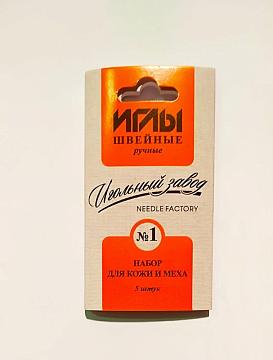 ИГЛЫ
ШВЕЙНЫЕ
ручные
Игольный завод
NEEDLE FACTORY
№1
НАБОР
ДЛЯ КОЖИ И МЕХА
5 штук